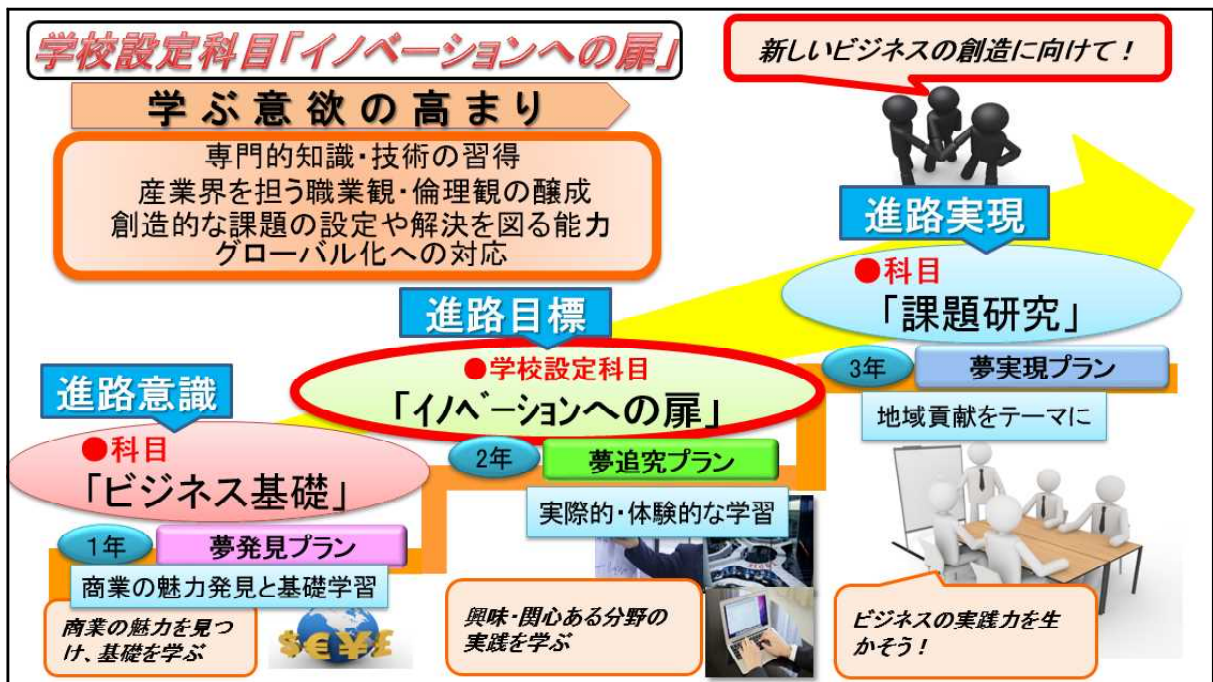 学校設定科目「イノベーションへの扉」
新しいビジネスの創造に向けて！
学ぶ意欲の高まり
専門的知識・技術の習得
産業界を担う職業観・倫理観の醸成
創造的な課題の設定や解決を図る能力
グローバル化への対応
進路実現
●科目
「課題研究」
3年
夢実現プラン
地域貢献をテーマに
ビジネスの実践力を生
かそう！
進路目標
●学校設定科目
「イノベーションへの扉」
2年
夢追究プラン
実際的・体験的な学習
興味・関心ある分野の
実践を学ぶ
進路意識
●科目
「ビジネス基礎」
1年
夢発見プラン
商業の魅力発見と基礎学習
商業の魅力を見つ
け、基礎を学ぶ
$€¥£